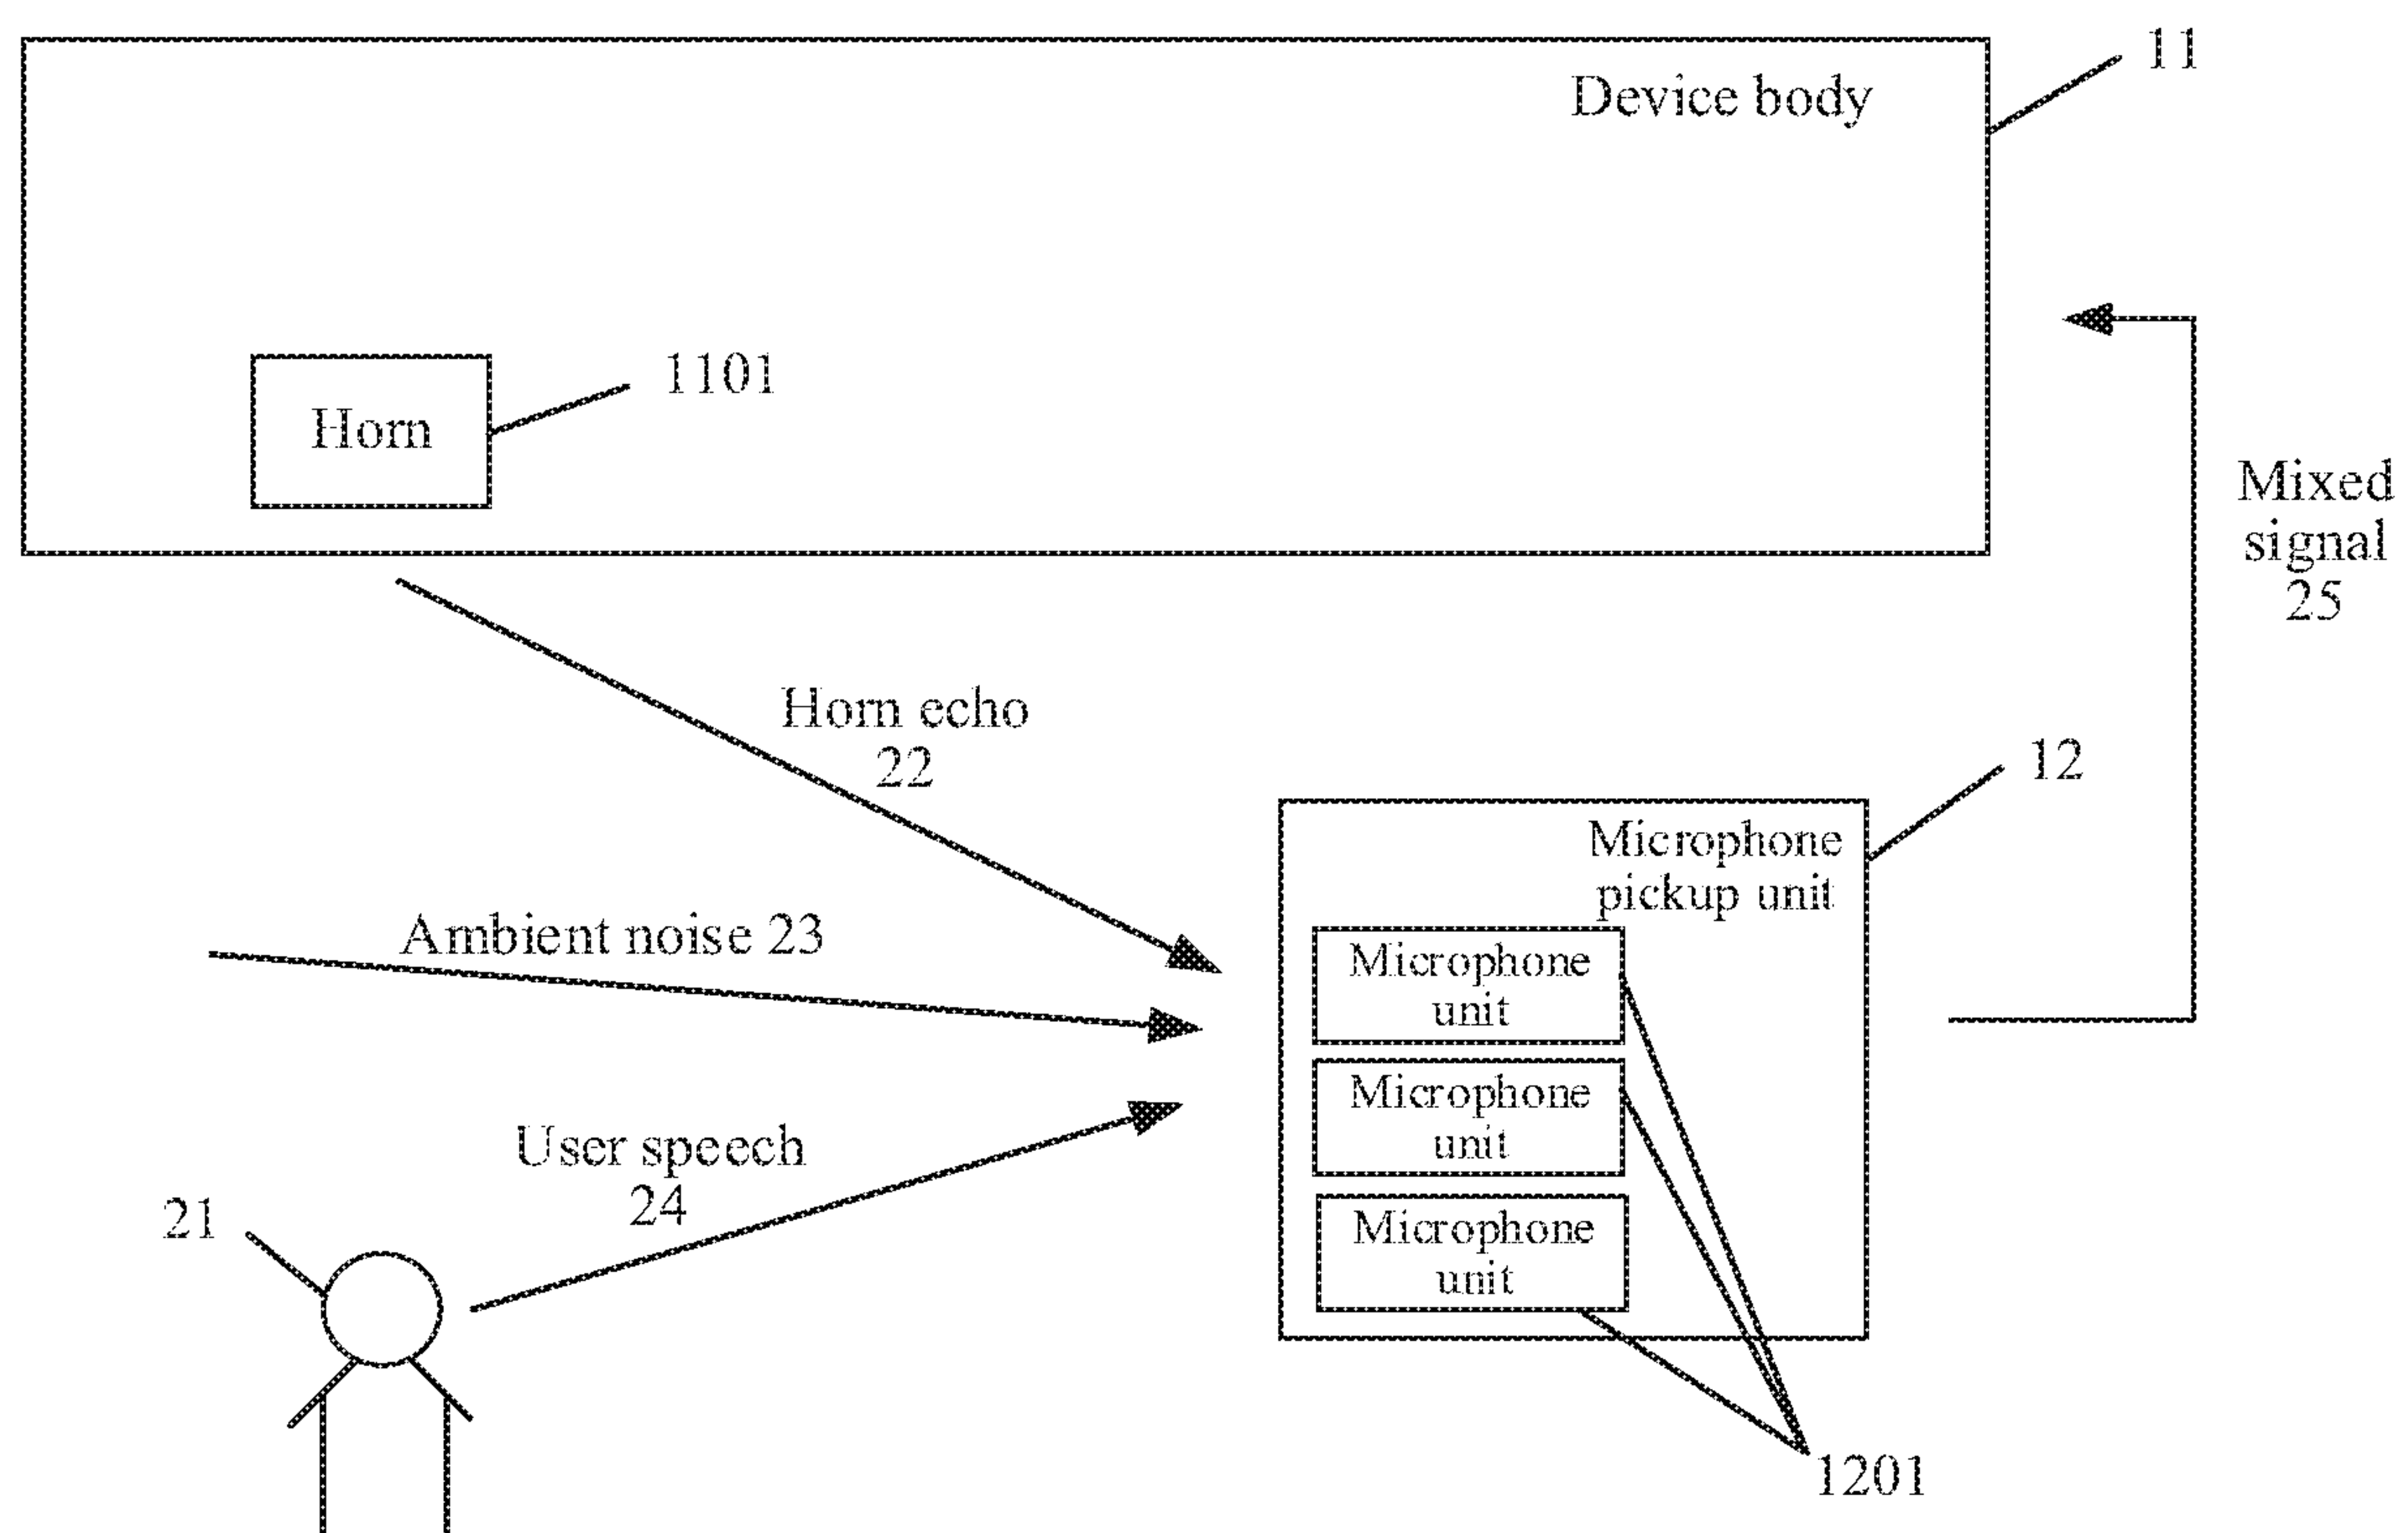 11
Device body
1101
Horn
Mixed
signal
25
Horn echo
22
12
Microphone
pickup unit
Ambient noise 23
Microphone
unit
Microphone
unit
User speech
24
21
Microphone
unit
1201